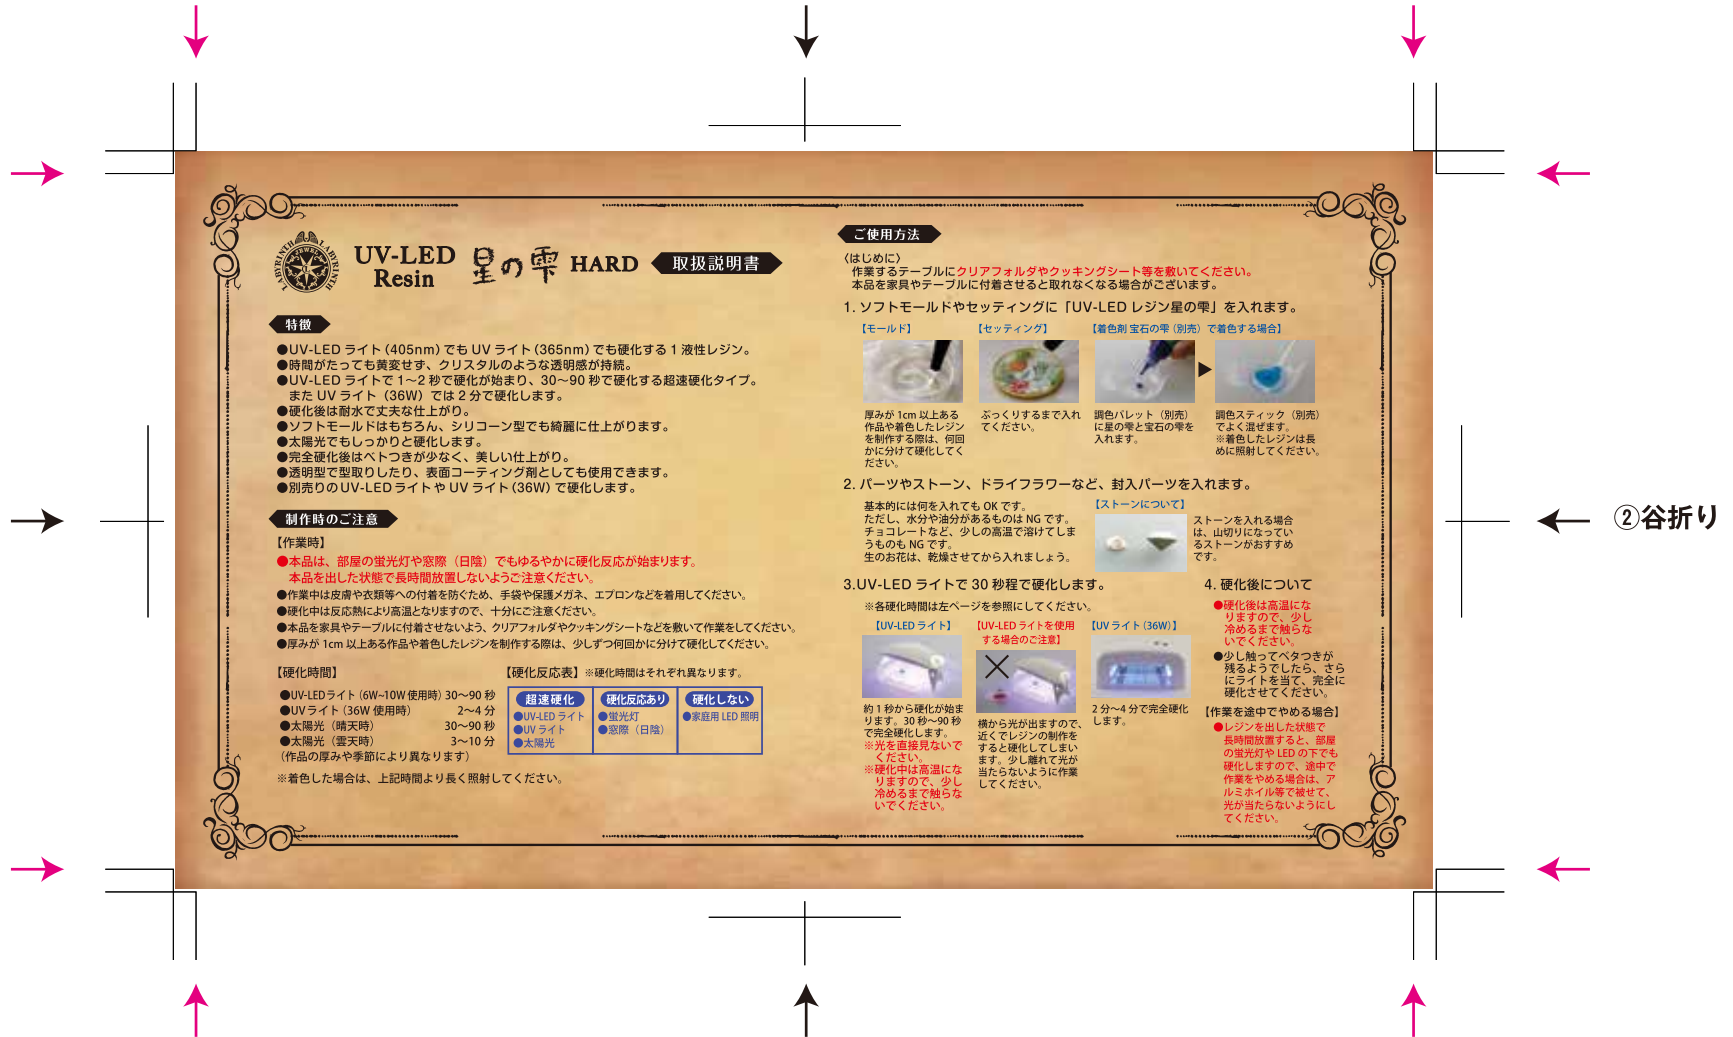 UV-LED
Resin
星の雫 HARD
取扱説明書
LABYRINTH LABYRINTH
特徴
●UV-LED ライト（405nm）でも UV ライト（365nm）でも硬化する 1 液性レジン。
●時間がたっても黄変せず、クリスタルのような透明感が持続。
●UV-LED ライトで 1～2 秒で硬化が始まり、30～90 秒で硬化する超速硬化タイプ。
また UV ライト（36W）では 2 分で硬化します。
●硬化後は耐水で丈夫な仕上がり。
●ソフトモールドはもちろん、シリコーン型でも綺麗に仕上がります。
●太陽光でもしっかりと硬化します。
●完全硬化後はベトつきが少なく、美しい仕上がり。
●透明型で型取りしたり、表面コーティング剤としても使用できます。
●別売りの UV-LED ライトや UV ライト（36W）で硬化します。
制作時のご注意
【作業時】
●本品は、部屋の蛍光灯や窓際（日陰）でもゆるやかに硬化反応が始まります。
本品を出した状態で長時間放置しないようご注意ください。
●作業中は皮膚や衣類等への付着を防ぐため、手袋や保護メガネ、エプロンなどを着用してください。
●硬化中は反応熱により高温となりますので、十分にご注意ください。
●本品を家具やテーブルに付着させないよう、クリアフォルダやクッキングシートなどを敷いて作業をしてください。
●厚みが 1cm 以上ある作品や着色したレジンを制作する際は、少しずつ何回かに分けて硬化してください。
【硬化時間】
●UV-LEDライト（6W~10W 使用時）30～90 秒
●UVライト（36W 使用時） 2～4 分
●太陽光（晴天時） 30～90 秒
●太陽光（雲天時） 3～10 分
（作品の厚みや季節により異なります）
※着色した場合は、上記時間より長く照射してください。
【硬化反応表】※硬化時間はそれぞれ異なります。
超速硬化
●UV-LED ライト
●UV ライト
●太陽光
硬化反応あり
●蛍光灯
●窓際（日陰）
硬化しない
●家庭用 LED 照明
ご使用方法
〈はじめに〉
作業するテーブルにクリアフォルダやクッキングシート等を敷いてください。
本品を家具やテーブルに付着させると取れなくなる場合がございます。
1. ソフトモールドやセッティングに「UV-LED レジン星の雫」を入れます。
【モールド】
厚みが 1cm 以上ある
作品や着色したレジン
を制作する際は、何回
かに分けて硬化してく
ださい。
【セッティング】
ぷっくりするまで入れ
てください。
【着色剤 宝石の雫（別売）で着色する場合】
調色パレット（別売）
に星の雫と宝石の雫を
入れます。
調色スティック（別売）
でよく混ぜます。
※着色したレジンは長
めに照射してください。
2. パーツやストーン、ドライフラワーなど、封入パーツを入れます。
基本的には何を入れても OK です。
ただし、水分や油分があるものは NG です。
チョコレートなど、少しの高温で溶けてしま
うものも NG です。
生のお花は、乾燥させてから入れましょう。
【ストーンについて】
ストーンを入れる場合
は、山切りになってい
るストーンがおすすめ
です。
3.UV-LED ライトで 30 秒程で硬化します。
※各硬化時間は左ページを参照にしてください。
【UV-LED ライト】
約 1 秒から硬化が始ま
ります。30 秒～90 秒
で完全硬化します。
※光を直接見ないで
ください。
※硬化中は高温にな
りますので、少し
冷めるまで触らな
いでください。
【UV-LED ライトを使用
する場合のご注意】
横から光が出ますので、
近くでレジンの制作を
すると硬化してしまい
ます。少し離れて光が
当たらないように作業
してください。
【UV ライト（36W）】
2 分～4 分で完全硬化
します。
4. 硬化後について
●硬化後は高温にな
りますので、少し
冷めるまで触らな
いでください。
●少し触ってベタつきが
残るようでしたら、さら
にライトを当て、完全に
硬化させてください。
【作業を途中でやめる場合】
●レジンを出した状態で
長時間放置すると、部屋
の蛍光灯や LED の下でも
硬化しますので、途中で
作業をやめる場合は、ア
ルミホイル等で被せて、
光が当たらないようにし
てください。
②谷折り